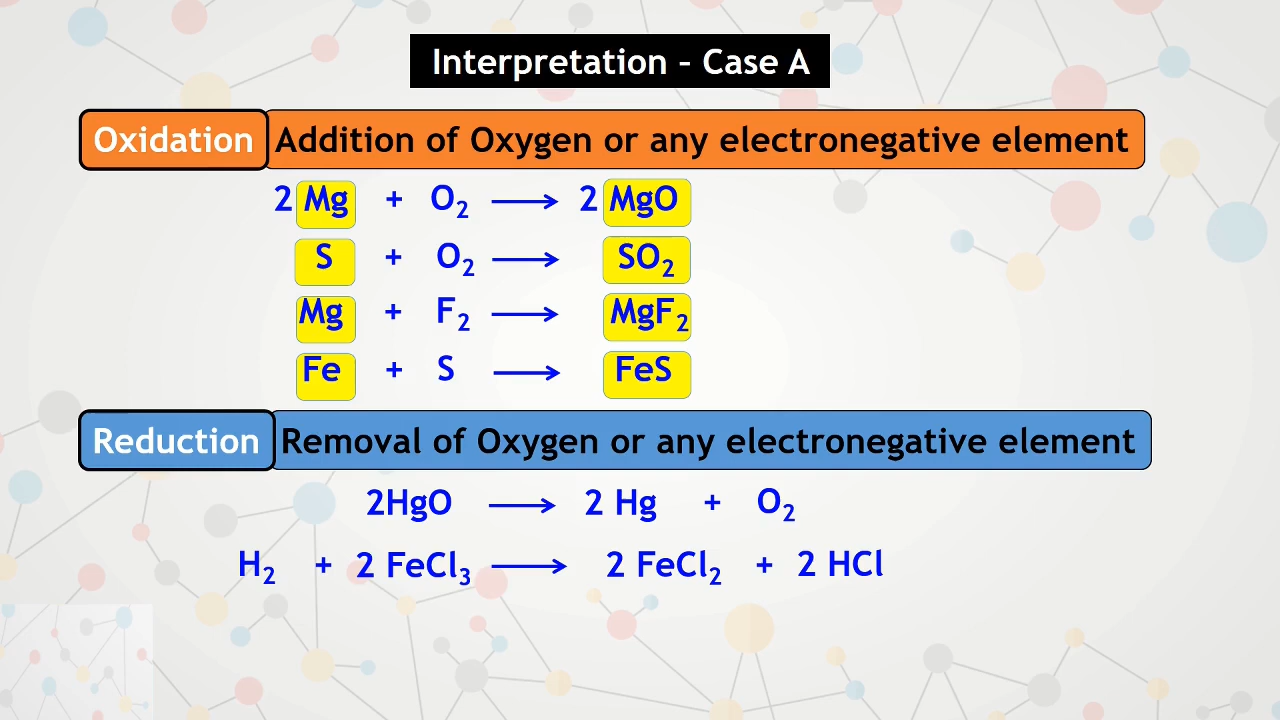 Interpretation – Case A
Oxidation Addition of Oxygen or any electronegative element
2 Mg + O₂ ⟶ 2 MgO
S + O₂ ⟶ SO₂
Mg + F₂ ⟶ MgF₂
Fe + S ⟶ FeS
Reduction Removal of Oxygen or any electronegative element
2HgO ⟶ 2 Hg + O₂
H₂ + 2 FeCl₃ ⟶ 2 FeCl₂ + 2 HCl